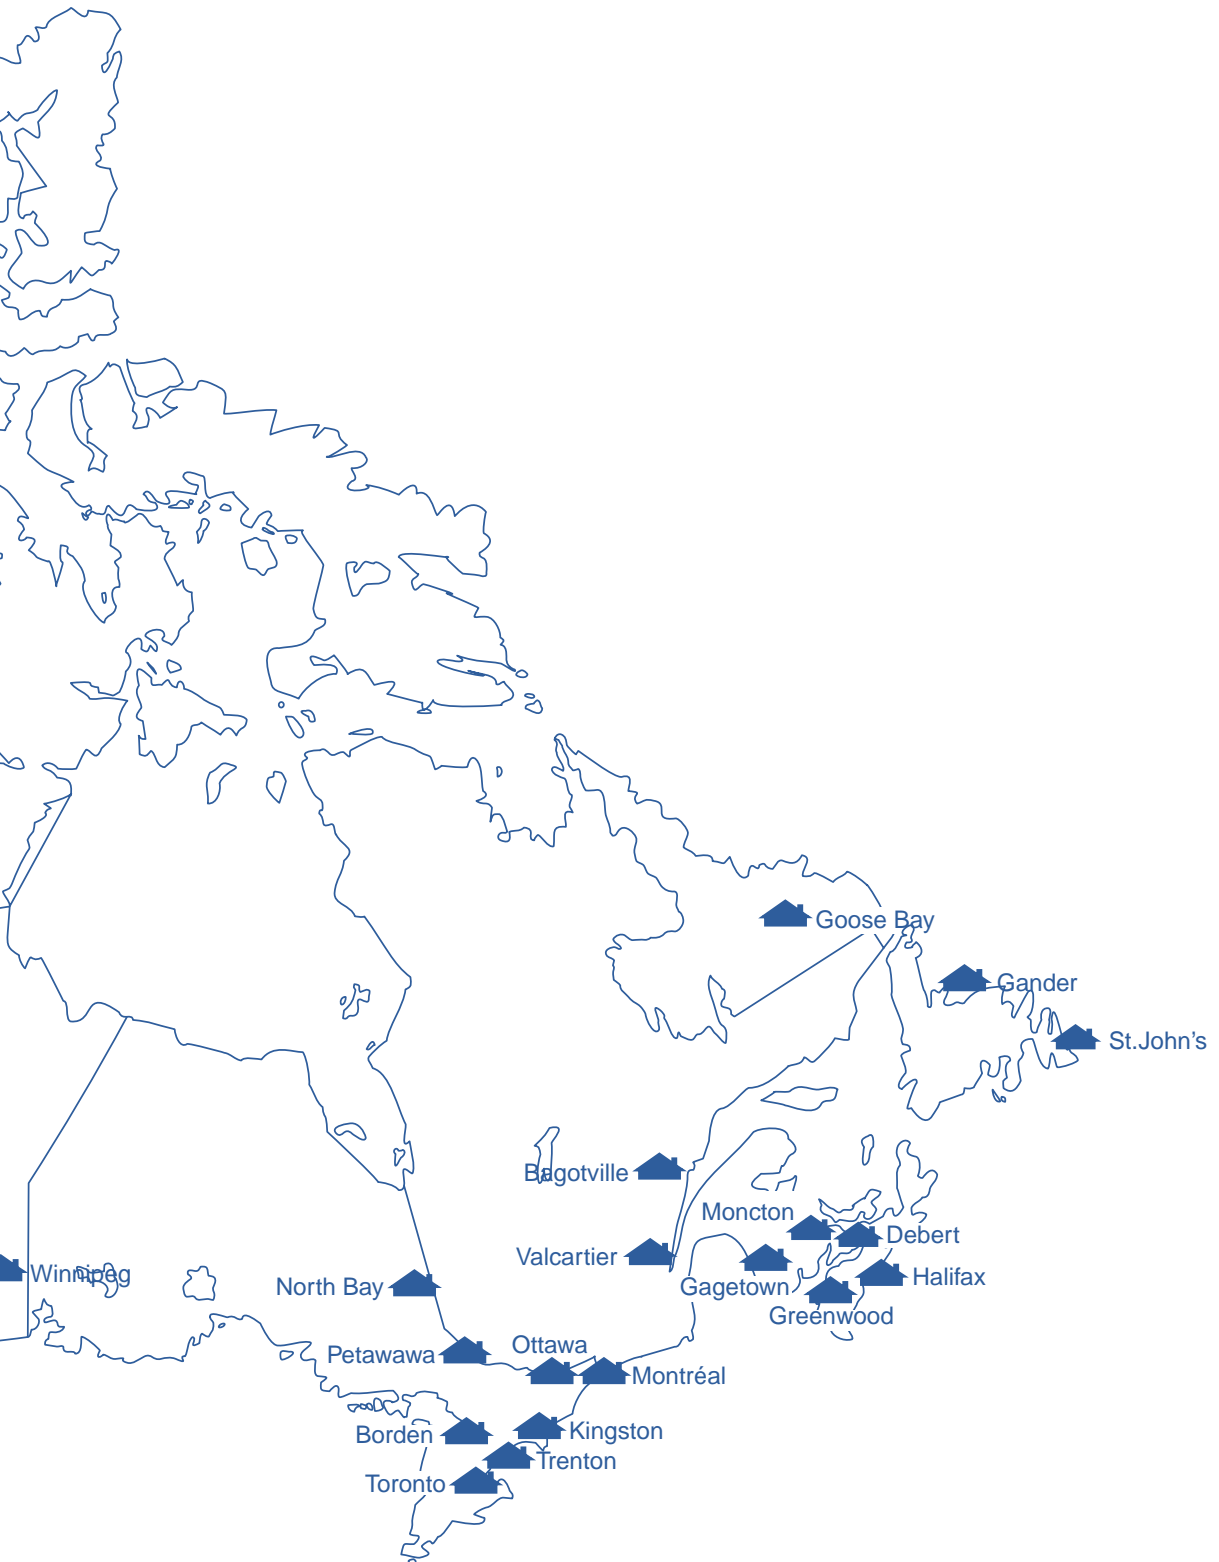 Goose Bay
Gander
St.John’s
Bagotville
Moncton
Debert
Valcartier
Winnipeg
North Bay
Gagetown
Halifax
Greenwood
Ottawa
Petawawa
Montréal
Borden
Kingston
Trenton
Toronto